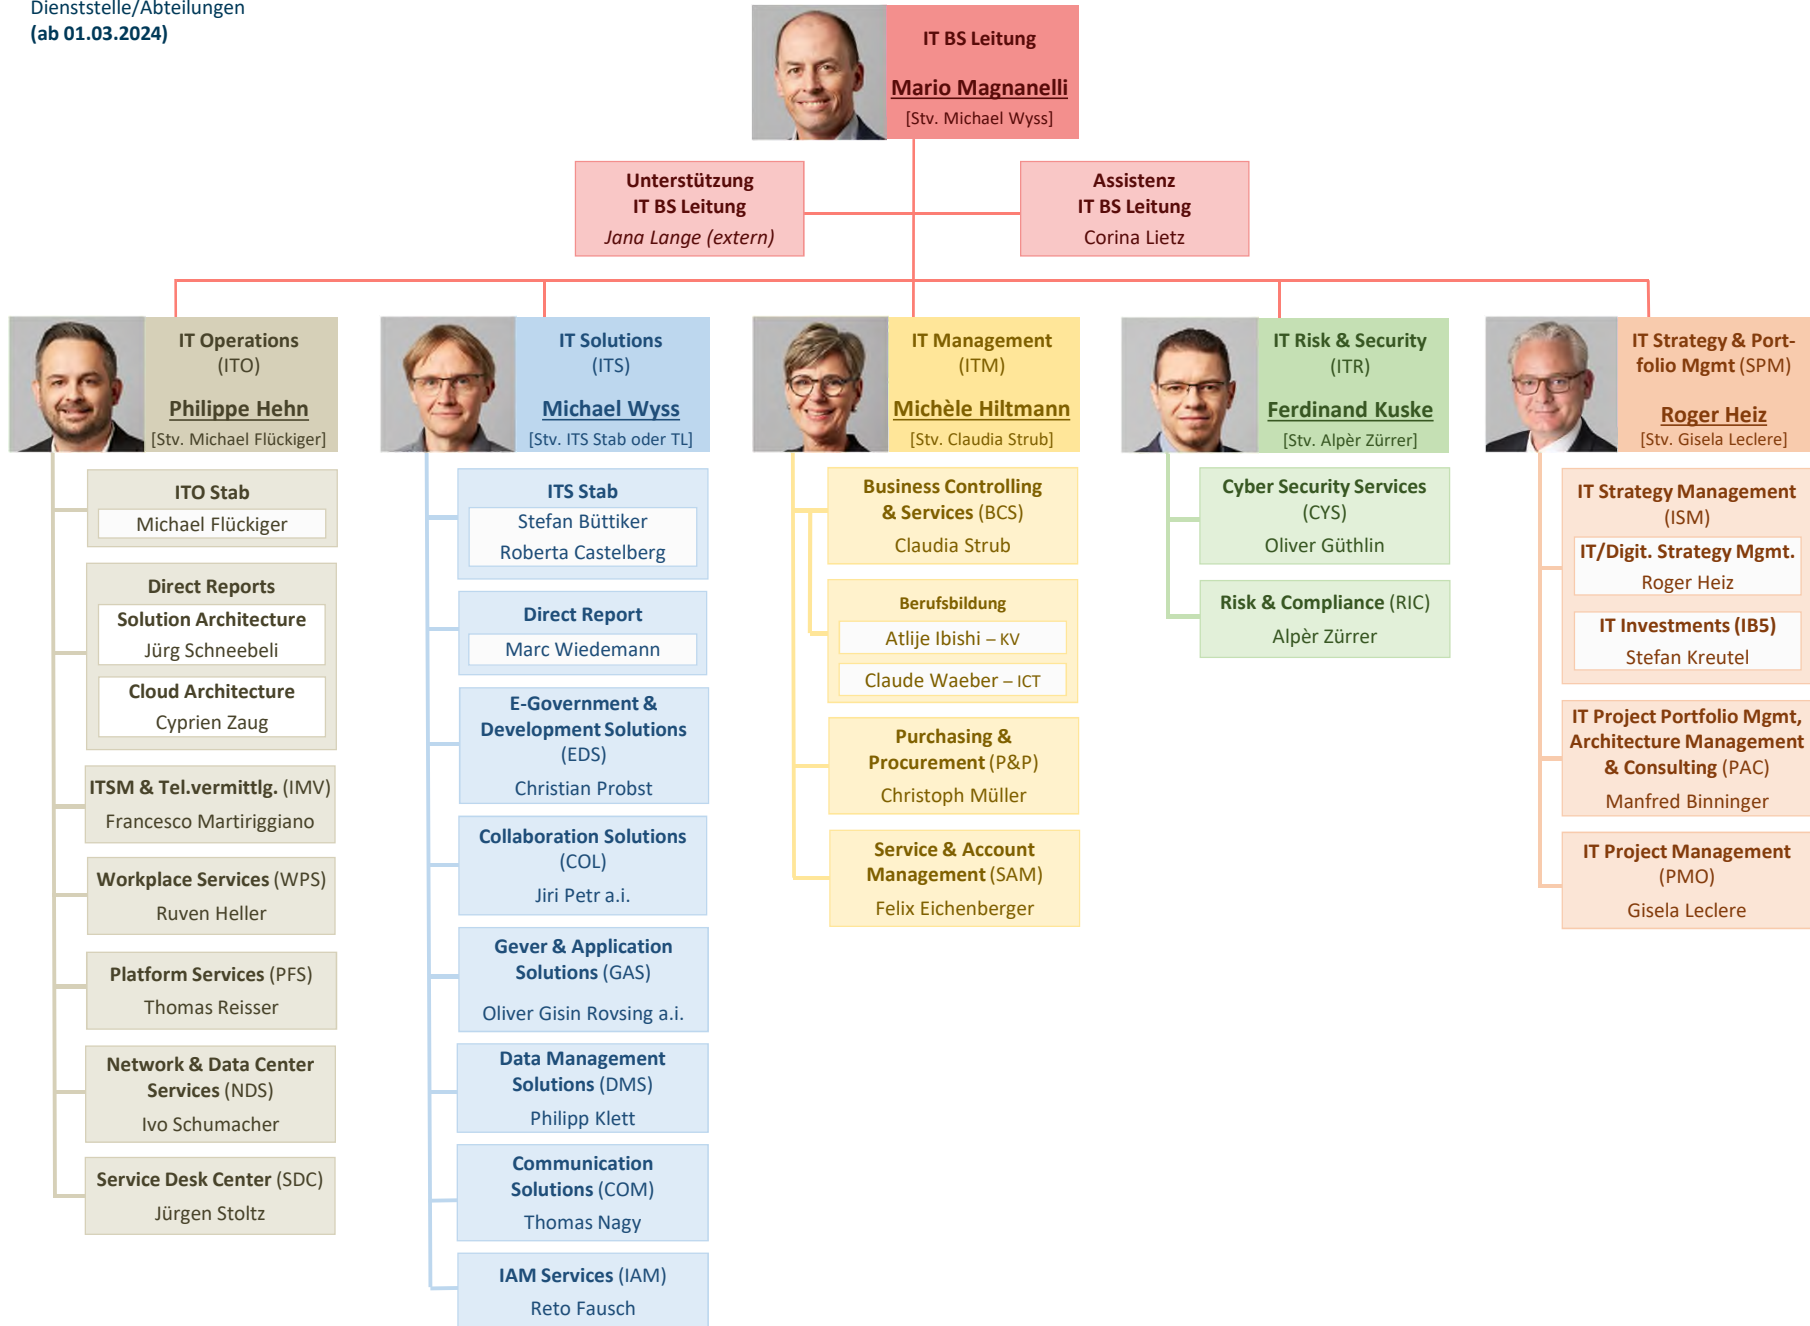 Dienststelle/Abteilungen
(ab 01.03.2024)
IT BS Leitung
Mario Magnanelli
[Stv. Michael Wyss]
Unterstützung
IT BS Leitung
Jana Lange (extern)
Assistenz
IT BS Leitung
Corina Lietz
IT Operations
(ITO)
Philippe Hehn
[Stv. Michael Flückiger]
ITO Stab
Michael Flückiger
Direct Reports
Solution Architecture
Jürg Schneebeli
Cloud Architecture
Cyprien Zaug
ITSM & Tel.vermittlg. (IMV)
Francesco Martiriggiano
Workplace Services (WPS)
Ruven Heller
Platform Services (PFS)
Thomas Reisser
Network & Data Center
Services (NDS)
Ivo Schumacher
Service Desk Center (SDC)
Jürgen Stoltz
IT Solutions
(ITS)
Michael Wyss
[Stv. ITS Stab oder TL]
ITS Stab
Stefan Büttiker
Roberta Castelberg
Direct Report
Marc Wiedemann
E-Government &
Development Solutions
(EDS)
Christian Probst
Collaboration Solutions
(COL)
Jiri Petr a.i.
Gever & Application
Solutions (GAS)
Oliver Gisin Rovsing a.i.
Data Management
Solutions (DMS)
Philipp Klett
Communication
Solutions (COM)
Thomas Nagy
IAM Services (IAM)
Reto Fausch
IT Management
(ITM)
Michèle Hiltmann
[Stv. Claudia Strub]
Business Controlling
& Services (BCS)
Claudia Strub
Berufsbildung
Atlije Ibishi – KV
Claude Waeber – ICT
Purchasing &
Procurement (P&P)
Christoph Müller
Service & Account
Management (SAM)
Felix Eichenberger
IT Risk & Security
(ITR)
Ferdinand Kuske
[Stv. Alpèr Zürrer]
Cyber Security Services
(CYS)
Oliver Güthlin
Risk & Compliance (RIC)
Alpèr Zürrer
IT Strategy & Port-
folio Mgmt (SPM)
Roger Heiz
[Stv. Gisela Leclere]
IT Strategy Management
(ISM)
IT/Digit. Strategy Mgmt.
Roger Heiz
IT Investments (IB5)
Stefan Kreutel
IT Project Portfolio Mgmt,
Architecture Management
& Consulting (PAC)
Manfred Binninger
IT Project Management
(PMO)
Gisela Leclere